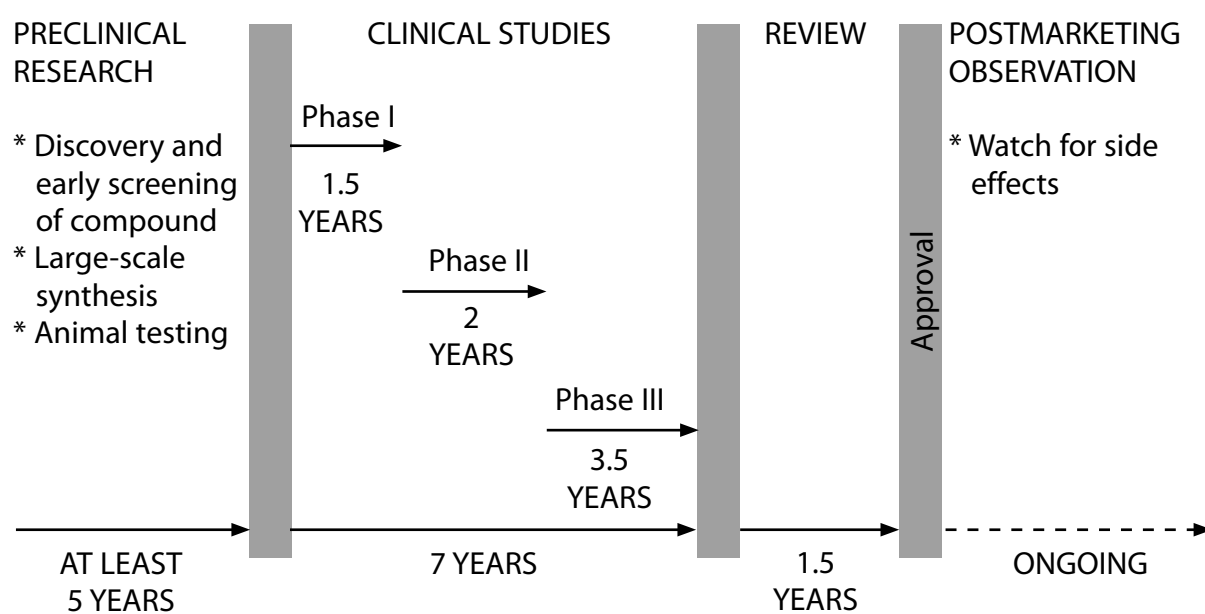 PRECLINICAL
RESEARCH
* Discovery and
early screening
of compound
* Large-scale
synthesis
* Animal testing
AT LEAST
5 YEARS
CLINICAL STUDIES
Phase I
1.5
YEARS
Phase II
2
YEARS
Phase III
3.5
YEARS
7 YEARS
REVIEW
1.5
YEARS
Approval
POSTMARKETING
OBSERVATION
* Watch for side
effects
ONGOING